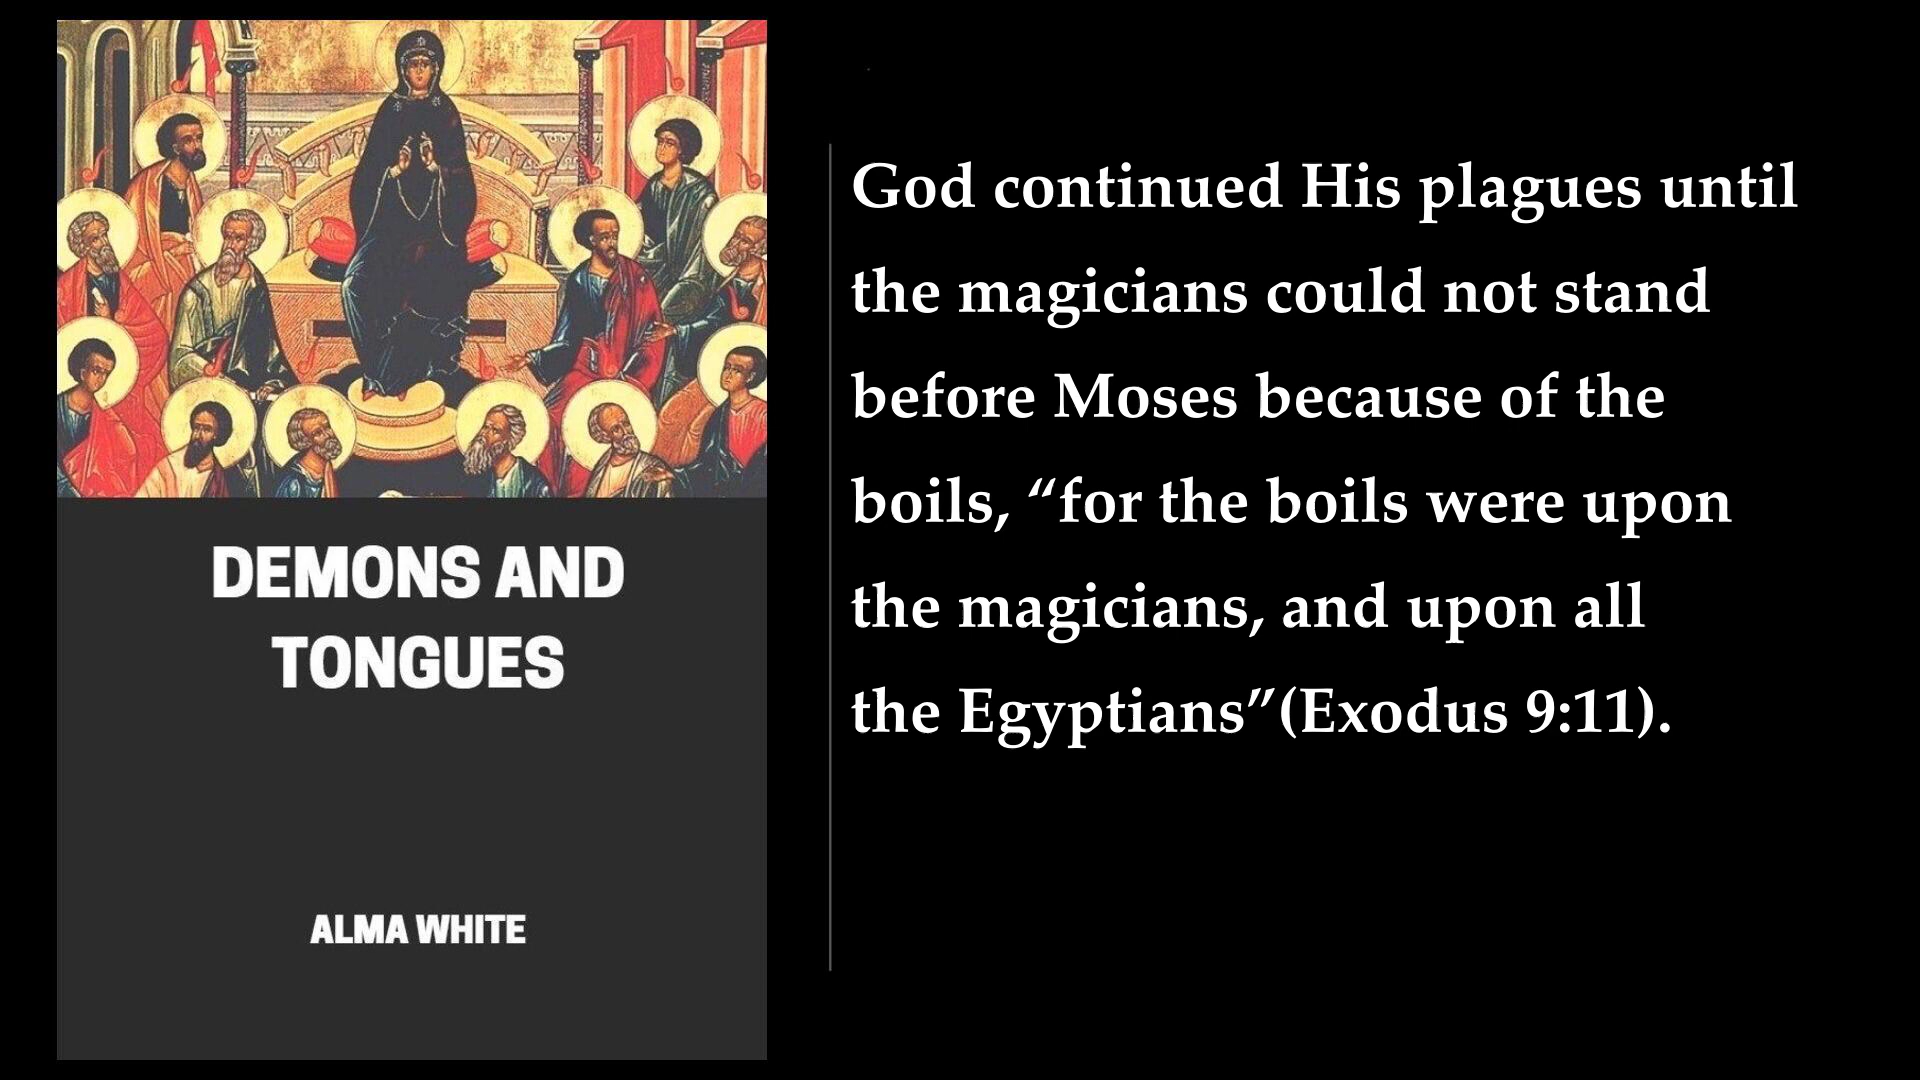 DEMONS AND
TONGUES
ALMA WHITE
God continued His plagues until
the magicians could not stand
before Moses because of the
boils, “for the boils were upon
the magicians, and upon all
the Egyptians”(Exodus 9:11).